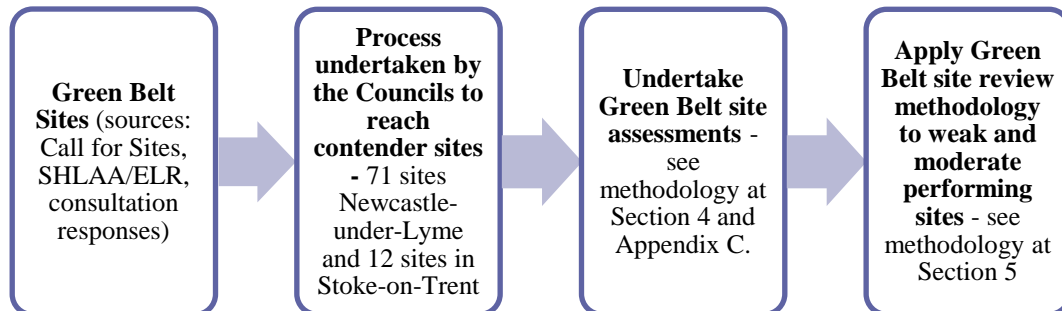 Green Belt
Sites (sources:
Call for Sites,
SHLAA/ELR,
consultation
responses)
Process
undertaken by
the Councils to
reach
contender sites
- 71 sites
Newcastle-
under-Lyme
and 12 sites in
Stoke-on-Trent
Undertake
Green Belt site
assessments -
see
methodology at
Section 4 and
Appendix C.
Apply Green
Belt site review
methodology
to weak and
moderate
performing
sites - see
methodology at
Section 5